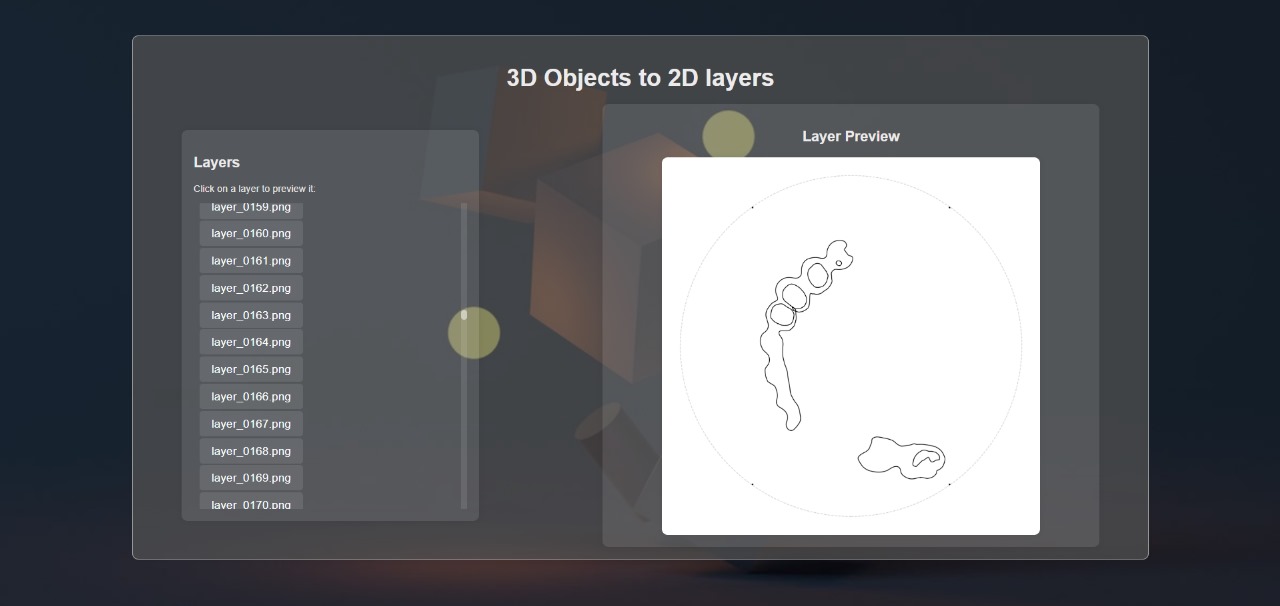 3D Objects to 2D layers
Layers
Click on a layer to preview it:
layer_0159.png
layer_0160.png
layer_0161.png
layer_0162.png
layer_0163.png
layer_0164.png
layer_0165.png
layer_0166.png
layer_0167.png
layer_0168.png
layer_0169.png
layer_0170.png
Layer Preview